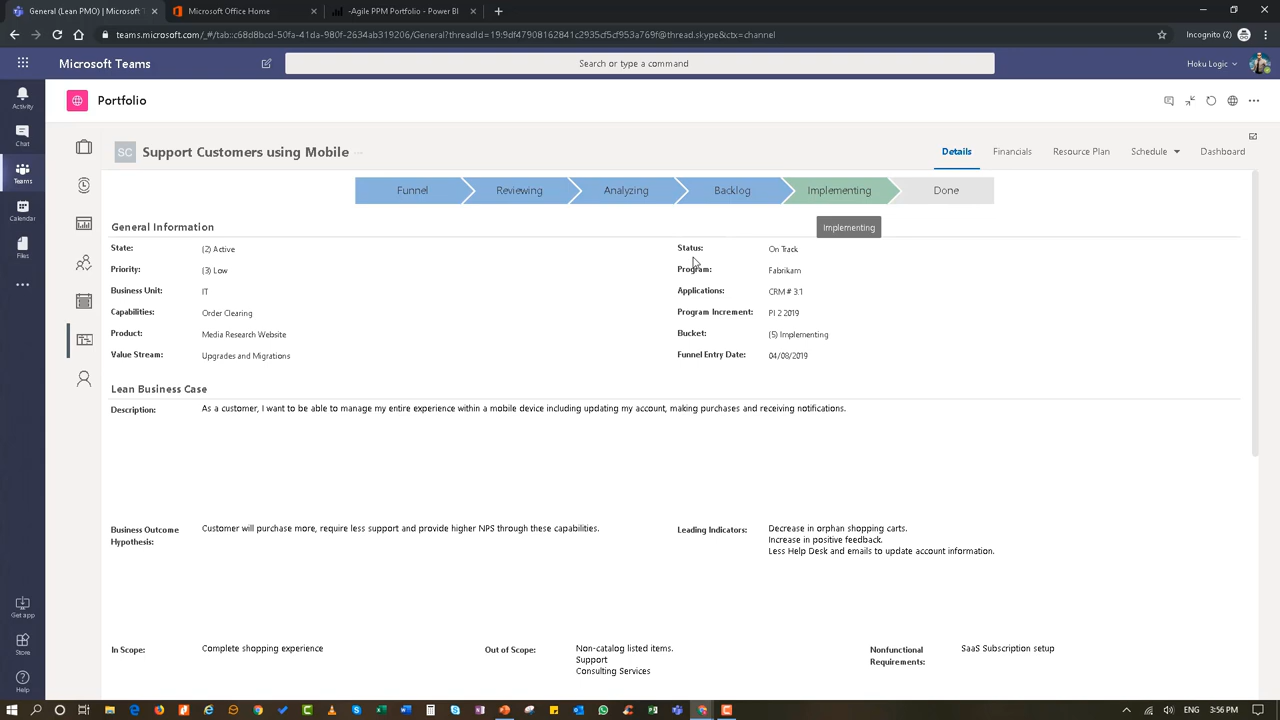 General (Lean PMO) | Microsoft T
Microsoft Office Home
-Agile PPM Portfolio - Power BI
teams.microsoft.com/_#/tab::c68d8bcd-50fa-41da-980f-2634ab319206/General?threadId=19:9df47908162841c2935cf5cf953a769f@thread.skype&ctx=channel
Incognito (2)
Microsoft Teams
Search or type a command
Hoku Logic
Activity
Chat
Teams
Calendar
Files
Get app
Store
Help
Portfolio
SC Support Customers using Mobile
Details Financials Resource Plan Schedule Dashboard
Funnel Reviewing Analyzing Backlog Implementing Done
Implementing
General Information
State: (2) Active
Status: On Track
Priority: (3) Low
Program: Fabrikam
Business Unit: IT
Applications: CRM # 3.1
Capabilities: Order Clearing
Program Increment: PI 2 2019
Product: Media Research Website
Bucket: (5) Implementing
Value Stream: Upgrades and Migrations
Funnel Entry Date: 04/08/2019
Lean Business Case
Description: As a customer, I want to be able to manage my entire experience within a mobile device including updating my account, making purchases and receiving notifications.
Business Outcome
Hypothesis:
Customer will purchase more, require less support and provide higher NPS through these capabilities.
Leading Indicators: Decrease in orphan shopping carts.
Increase in positive feedback.
Less Help Desk and emails to update account information.
In Scope: Complete shopping experience
Out of Scope: Non-catalog listed items.
Support
Consulting Services
Nonfunctional
Requirements:
SaaS Subscription setup
ENG 3:56 PM